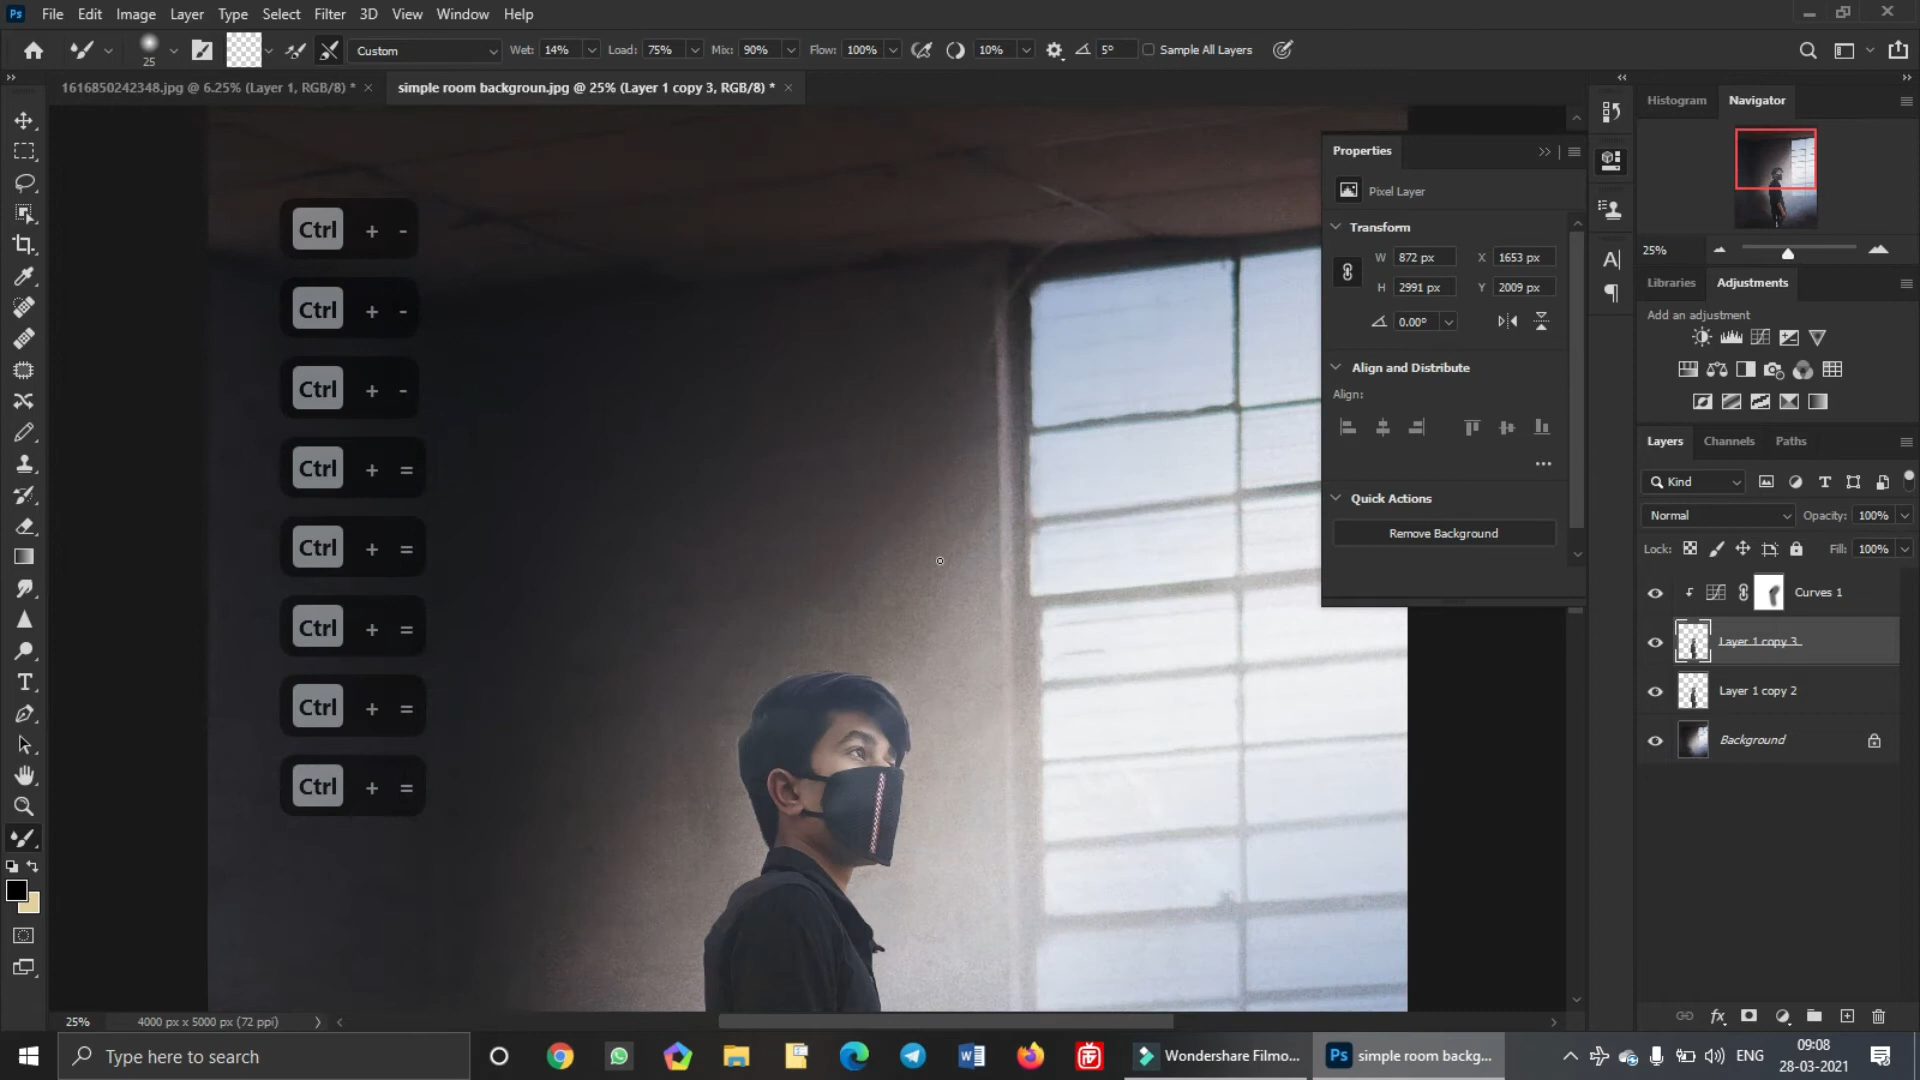 Ps File Edit Image Layer Type Select Filter 3D View Window Help
25 Custom Wet: 14% Load: 75% Mix: 90% Flow: 100% 10% 5° Sample All Layers
1616850242348.jpg @ 6.25% (Layer 1, RGB/8) * × simple room backgroun.jpg @ 25% (Layer 1 copy 3, RGB/8) * ×
Ctrl + -
Ctrl + -
Ctrl + -
Ctrl + =
Ctrl + =
Ctrl + =
Ctrl + =
Ctrl + =
Properties
Pixel Layer
Transform
W 872 px X 1653 px
H 2991 px Y 2009 px
0.00°
Align and Distribute
Align:
Quick Actions
Remove Background
Histogram Navigator
25%
Libraries Adjustments
Add an adjustment
Layers Channels Paths
Kind
Normal Opacity: 100%
Lock: Fill: 100%
Curves 1
Layer 1 copy 3
Layer 1 copy 2
Background
25% 4000 px x 5000 px (72 ppi)
Type here to search
Wondershare Filmo...
Ps simple room backg...
ENG
09:08
28-03-2021